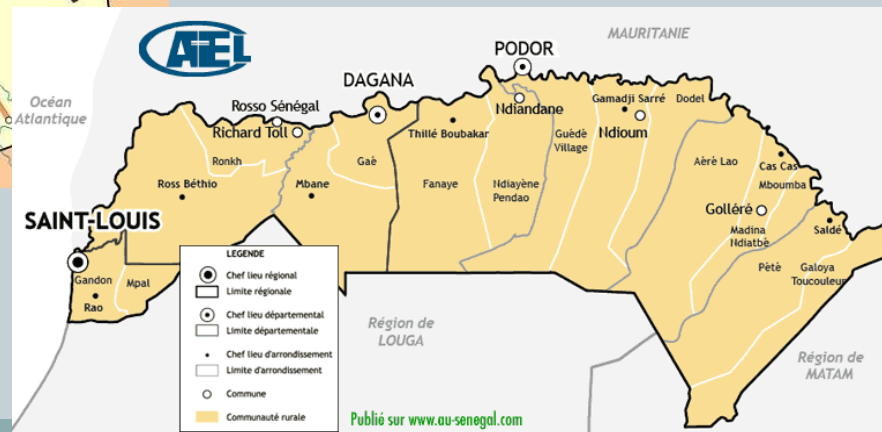 AIEL
MAURITANIE
PODOR
DAGANA
Océan
Atlantique
Rosso Sénégal
Ndiandane
Gamadji Sarré
Dodel
Richard Toll
Thillé Boubakar
Ndioum
Ronkh
Gaè
Guèdè
Village
Aèrè Lao
Cas Cas
Ross Béthio
Mbane
Fanaye
Ndiayène
Pendao
Mboumba
Golléré
SAINT-LOUIS
Madina
Ndiatbè
Saldé
Gandon
Mpal
Rao
Pètè
Galoya
Toucouleur
LEGENDE
Chef lieu régional
Limite régionale
Chef lieu départemental
Limite départementale
Chef lieu d'arrondissement
Limite d'arrondissement
Commune
Communauté rurale
Région de
LOUGA
Région de
MATAM
Publié sur www.au-senegal.com